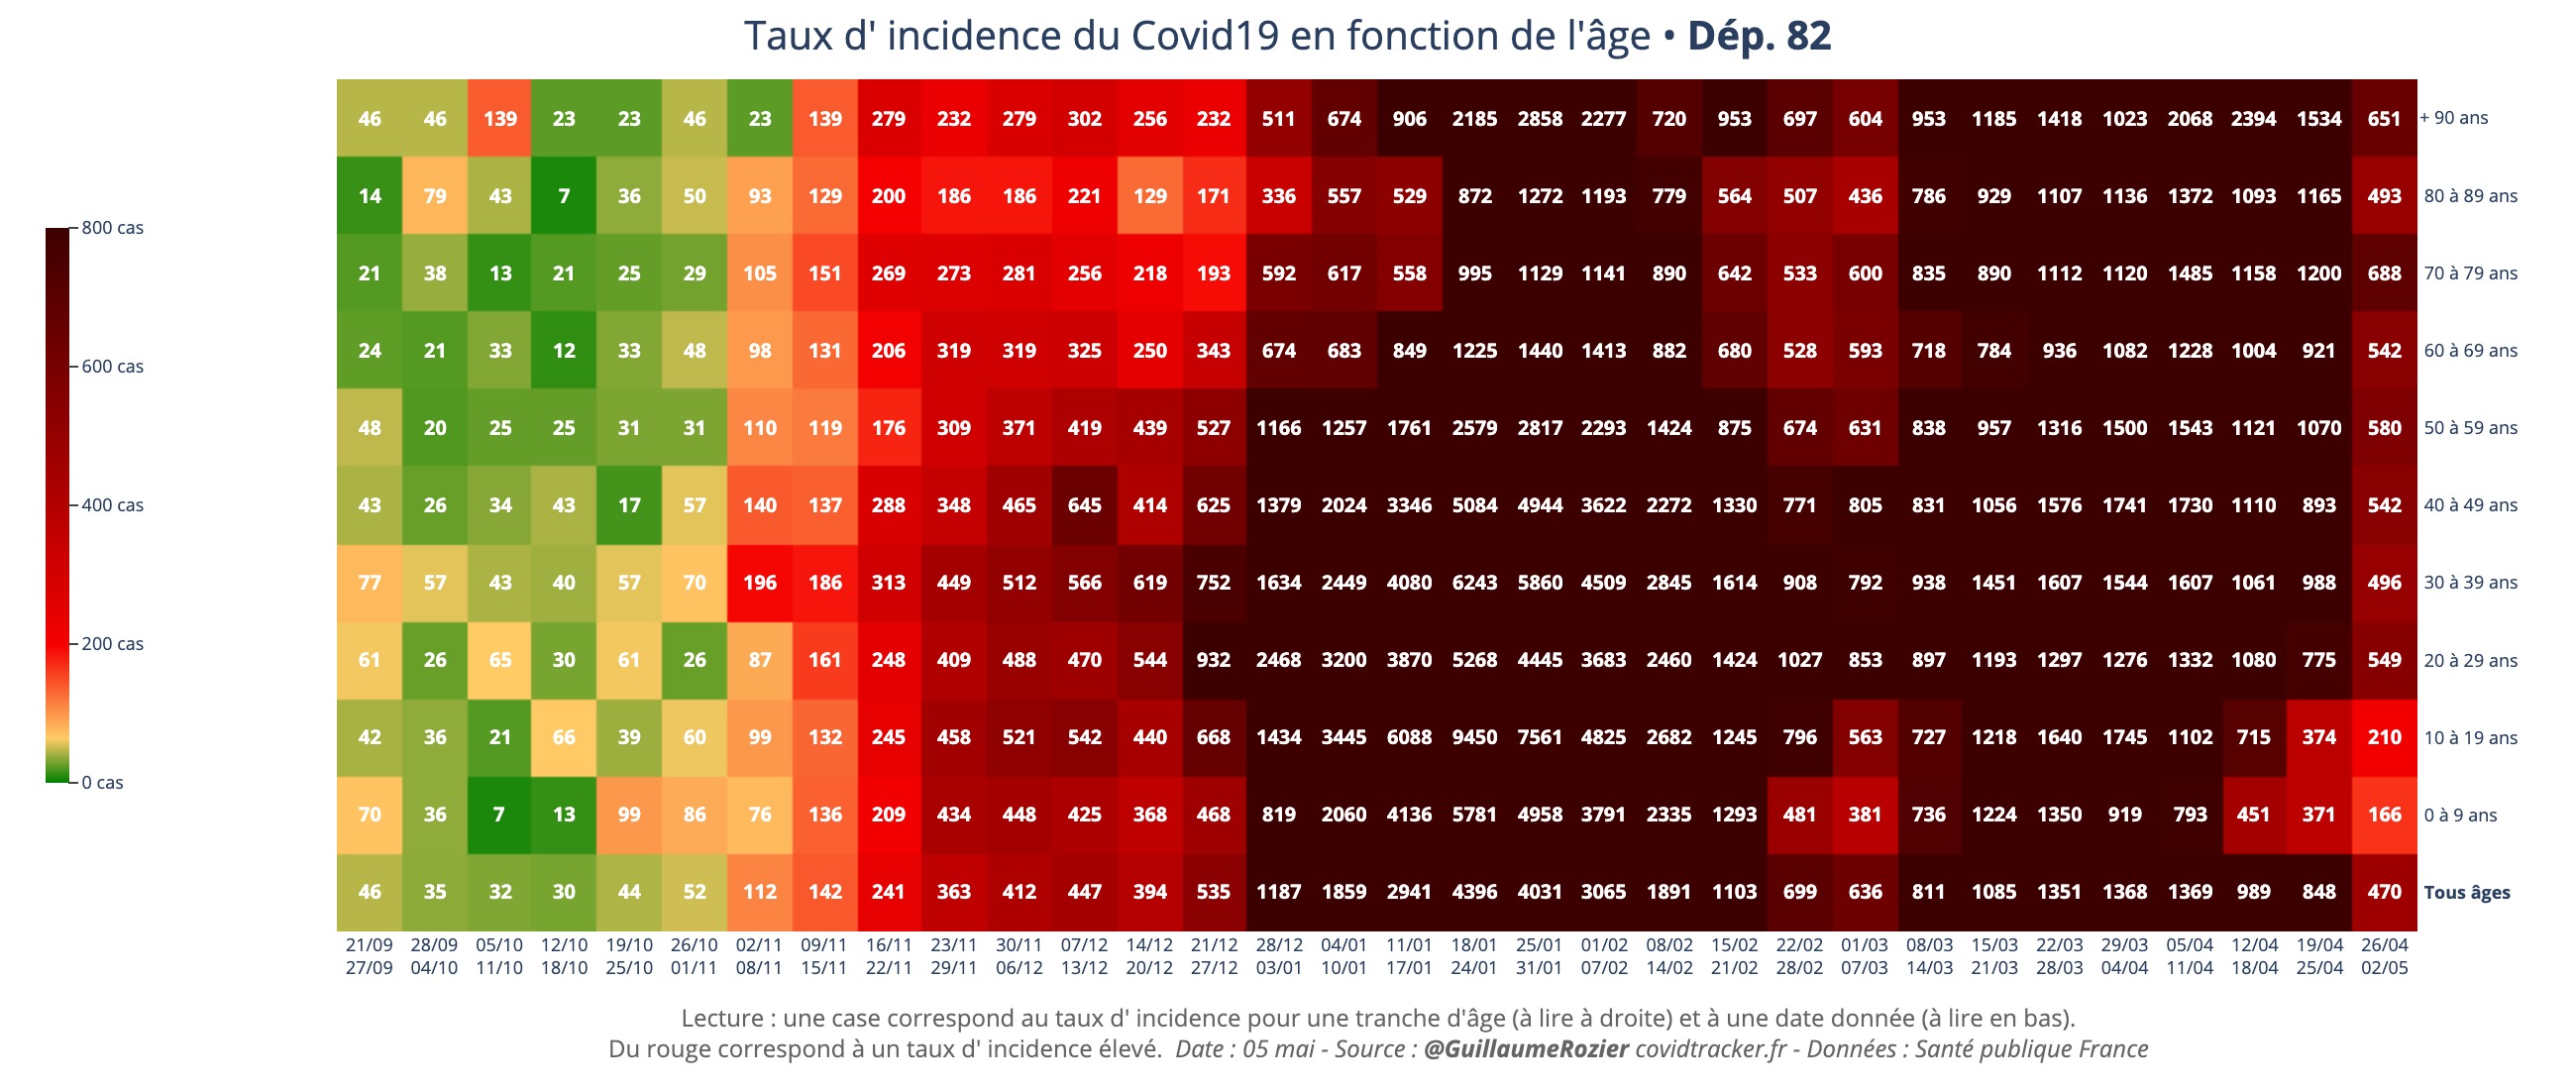 Taux d' incidence du Covid19 en fonction de l'âge • Dép. 82
800 cas
600 cas
400 cas
200 cas
0 cas
46 46 139 23 23 46 23 139 279 232 279 302 256 232 511 674 906 2185 2858 2277 720 953 697 604 953 1185 1418 1023 2068 2394 1534 651 + 90 ans
14 79 43 7 36 50 93 129 200 186 186 221 129 171 336 557 529 872 1272 1193 779 564 507 436 786 929 1107 1136 1372 1093 1165 493 80 à 89 ans
21 38 13 21 25 29 105 151 269 273 281 256 218 193 592 617 558 995 1129 1141 890 642 533 600 835 890 1112 1120 1485 1158 1200 688 70 à 79 ans
24 21 33 12 33 48 98 131 206 319 319 325 250 343 674 683 849 1225 1440 1413 882 680 528 593 718 784 936 1082 1228 1004 921 542 60 à 69 ans
48 20 25 25 31 31 110 119 176 309 371 419 439 527 1166 1257 1761 2579 2817 2293 1424 875 674 631 838 957 1316 1500 1543 1121 1070 580 50 à 59 ans
43 26 34 43 17 57 140 137 288 348 465 645 414 625 1379 2024 3346 5084 4944 3622 2272 1330 771 805 831 1056 1576 1741 1730 1110 893 542 40 à 49 ans
77 57 43 40 57 70 196 186 313 449 512 566 619 752 1634 2449 4080 6243 5860 4509 2845 1614 908 792 938 1451 1607 1544 1607 1061 988 496 30 à 39 ans
61 26 65 30 61 26 87 161 248 409 488 470 544 932 2468 3200 3870 5268 4445 3683 2460 1424 1027 853 897 1193 1297 1276 1332 1080 775 549 20 à 29 ans
42 36 21 66 39 60 99 132 245 458 521 542 440 668 1434 3445 6088 9450 7561 4825 2682 1245 796 563 727 1218 1640 1745 1102 715 374 210 10 à 19 ans
70 36 7 13 99 86 76 136 209 434 448 425 368 468 819 2060 4136 5781 4958 3791 2335 1293 481 381 736 1224 1350 919 793 451 371 166 0 à 9 ans
46 35 32 30 44 52 112 142 241 363 412 447 394 535 1187 1859 2941 4396 4031 3065 1891 1103 699 636 811 1085 1351 1368 1369 989 848 470 Tous âges
21/09 28/09 05/10 12/10 19/10 26/10 02/11 09/11 16/11 23/11 30/11 07/12 14/12 21/12 28/12 04/01 11/01 18/01 25/01 01/02 08/02 15/02 22/02 01/03 08/03 15/03 22/03 29/03 05/04 12/04 19/04 26/04
27/09 04/10 11/10 18/10 25/10 01/11 08/11 15/11 22/11 29/11 06/12 13/12 20/12 27/12 03/01 10/01 17/01 24/01 31/01 07/02 14/02 21/02 28/02 07/03 14/03 21/03 28/03 04/04 11/04 18/04 25/04 02/05
Lecture : une case correspond au taux d' incidence pour une tranche d'âge (à lire à droite) et à une date donnée (à lire en bas).
Du rouge correspond à un taux d' incidence élevé. Date : 05 mai - Source : @GuillaumeRozier covidtracker.fr - Données : Santé publique France